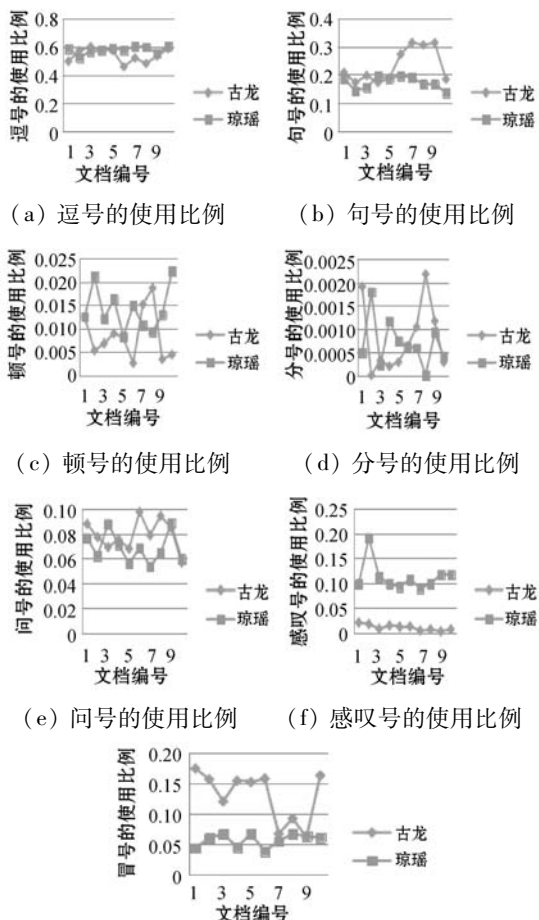 0.8
0.6
0.4
0.2
0
逗号的使用比例
1 3 5 7 9
文档编号
古龙
琼瑶
0.4
0.3
0.2
0.1
0
句号的使用比例
1 3 5 7 9
文档编号
古龙
琼瑶
(a) 逗号的使用比例
(b) 句号的使用比例
0.025
0.020
0.015
0.010
0.005
0
顿号的使用比例
1 3 5 7 9
文档编号
古龙
琼瑶
0.0025
0.0020
0.0015
0.0010
0.0005
0
分号的使用比例
1 3 5 7 9
文档编号
古龙
琼瑶
(c) 顿号的使用比例
(d) 分号的使用比例
0.10
0.08
0.06
0.04
0.02
0
问号的使用比例
1 3 5 7 9
文档编号
古龙
琼瑶
0.25
0.20
0.15
0.10
0.05
0
感叹号的使用比例
1 3 5 7 9
文档编号
古龙
琼瑶
(e) 问号的使用比例
(f) 感叹号的使用比例
0.20
0.15
0.10
0.05
0
冒号的使用比例
1 3 5 7 9
文档编号
古龙
琼瑶